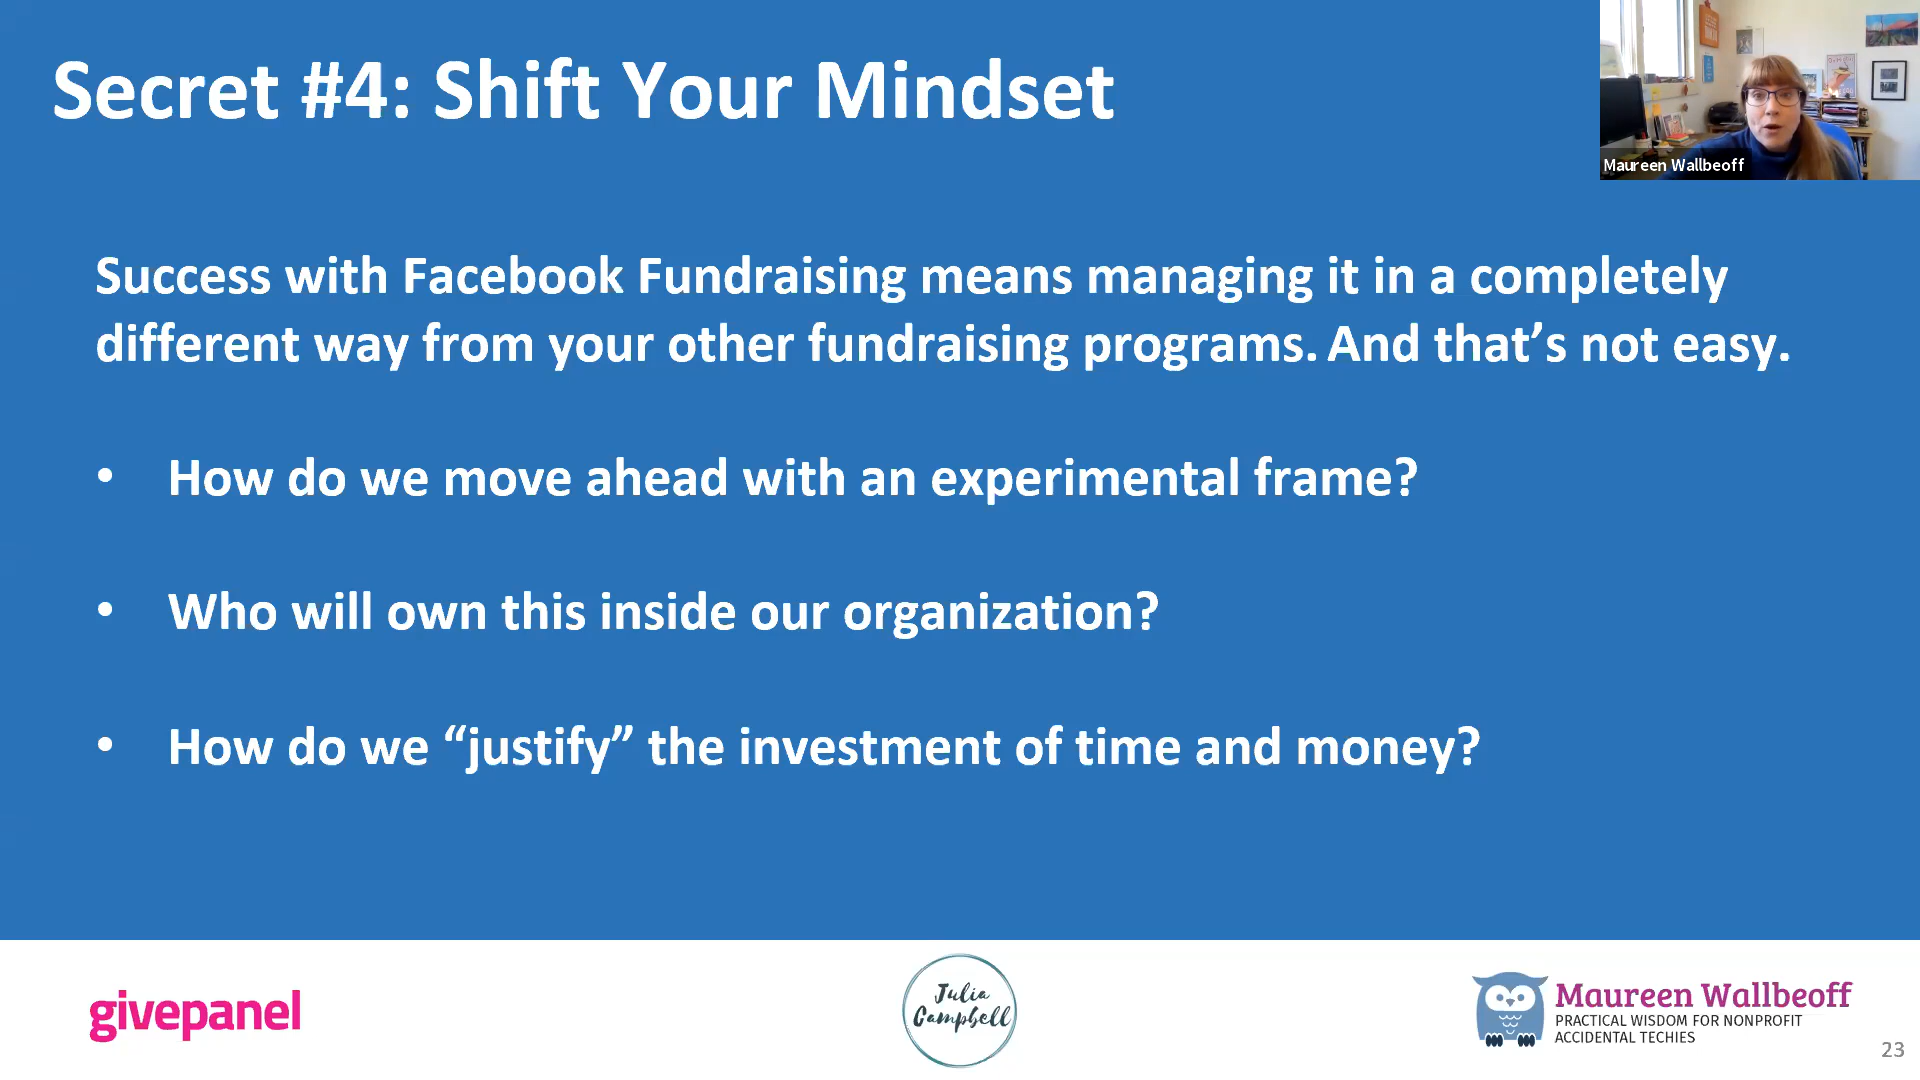 Secret #4: Shift Your Mindset
Maureen Wallbeoff
Success with Facebook Fundraising means managing it in a completely
different way from your other fundraising programs. And that’s not easy.
• How do we move ahead with an experimental frame?
• Who will own this inside our organization?
• How do we “justify” the investment of time and money?
givepanel
Julia
Campbell
Maureen Wallbeoff
PRACTICAL WISDOM FOR NONPROFIT
ACCIDENTAL TECHIES
23